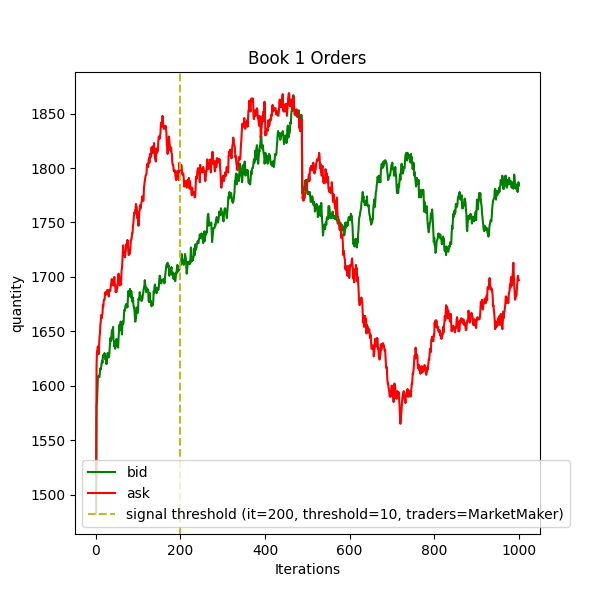 Book 1 Orders
quantity
1850
1800
1750
1700
1650
1600
1550
1500
bid
ask
signal threshold (it=200, threshold=10, traders=MarketMaker)
0 200 400 600 800 1000
Iterations